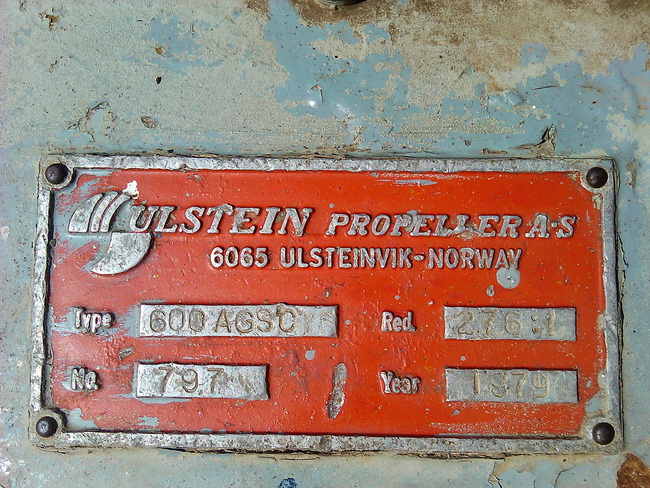 ULSTEIN PROPELLER A-S
6065 ULSTEINVIK-NORWAY
Type 600 AGSC Red. 2.76:1
No. 797 Year 1979